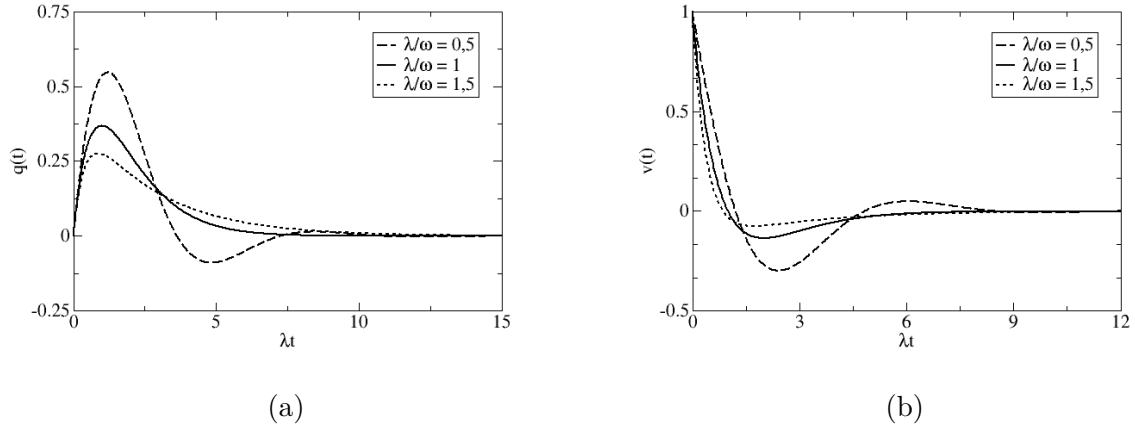 0.75
0.5
0.25
0
-0.25
q(t)
λ/ω = 0,5
λ/ω = 1
λ/ω = 1,5
0
5
10
15
λt
(a)
1
0.5
0
-0.5
v(t)
λ/ω = 0,5
λ/ω = 1
λ/ω = 1,5
0
3
6
9
12
λt
(b)